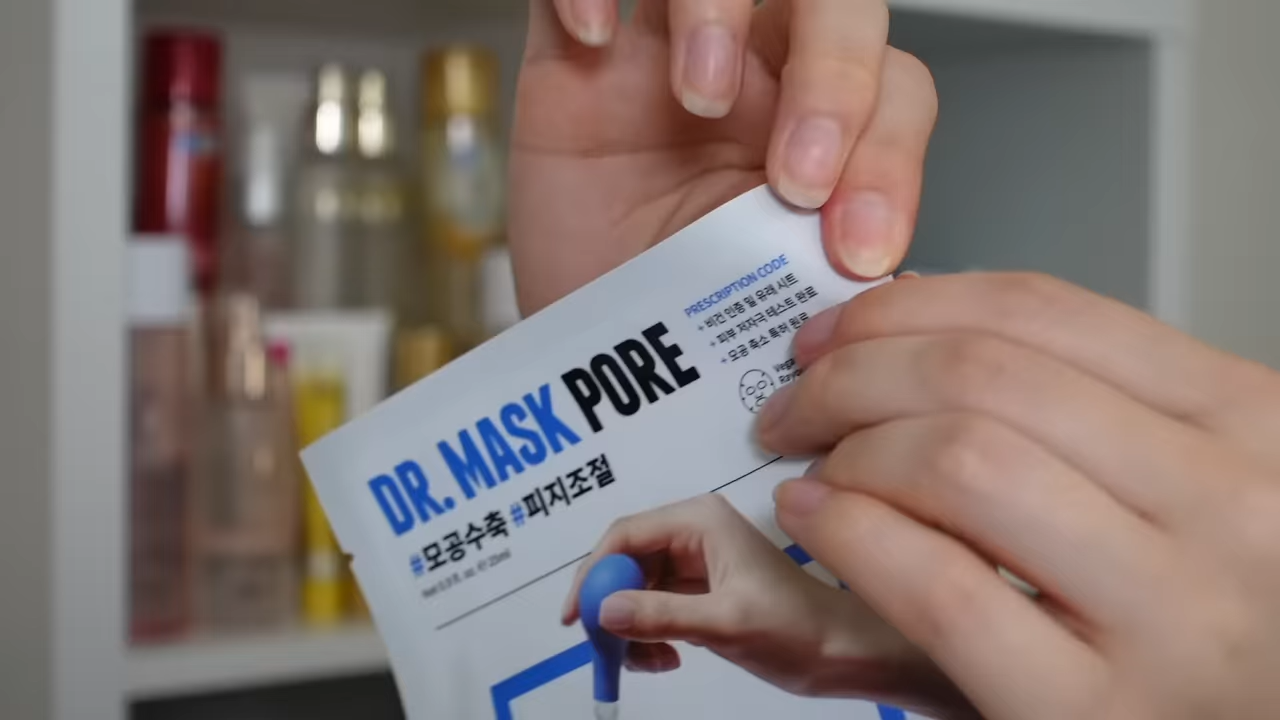 DR. MASK PORE
#모공수축 #피지조절
PRESCRIPTION CODE
+ 비건 인증 밀 유래 시트
+ 피부 저자극 테스트 완료
+ 모공 축소 특허 원료